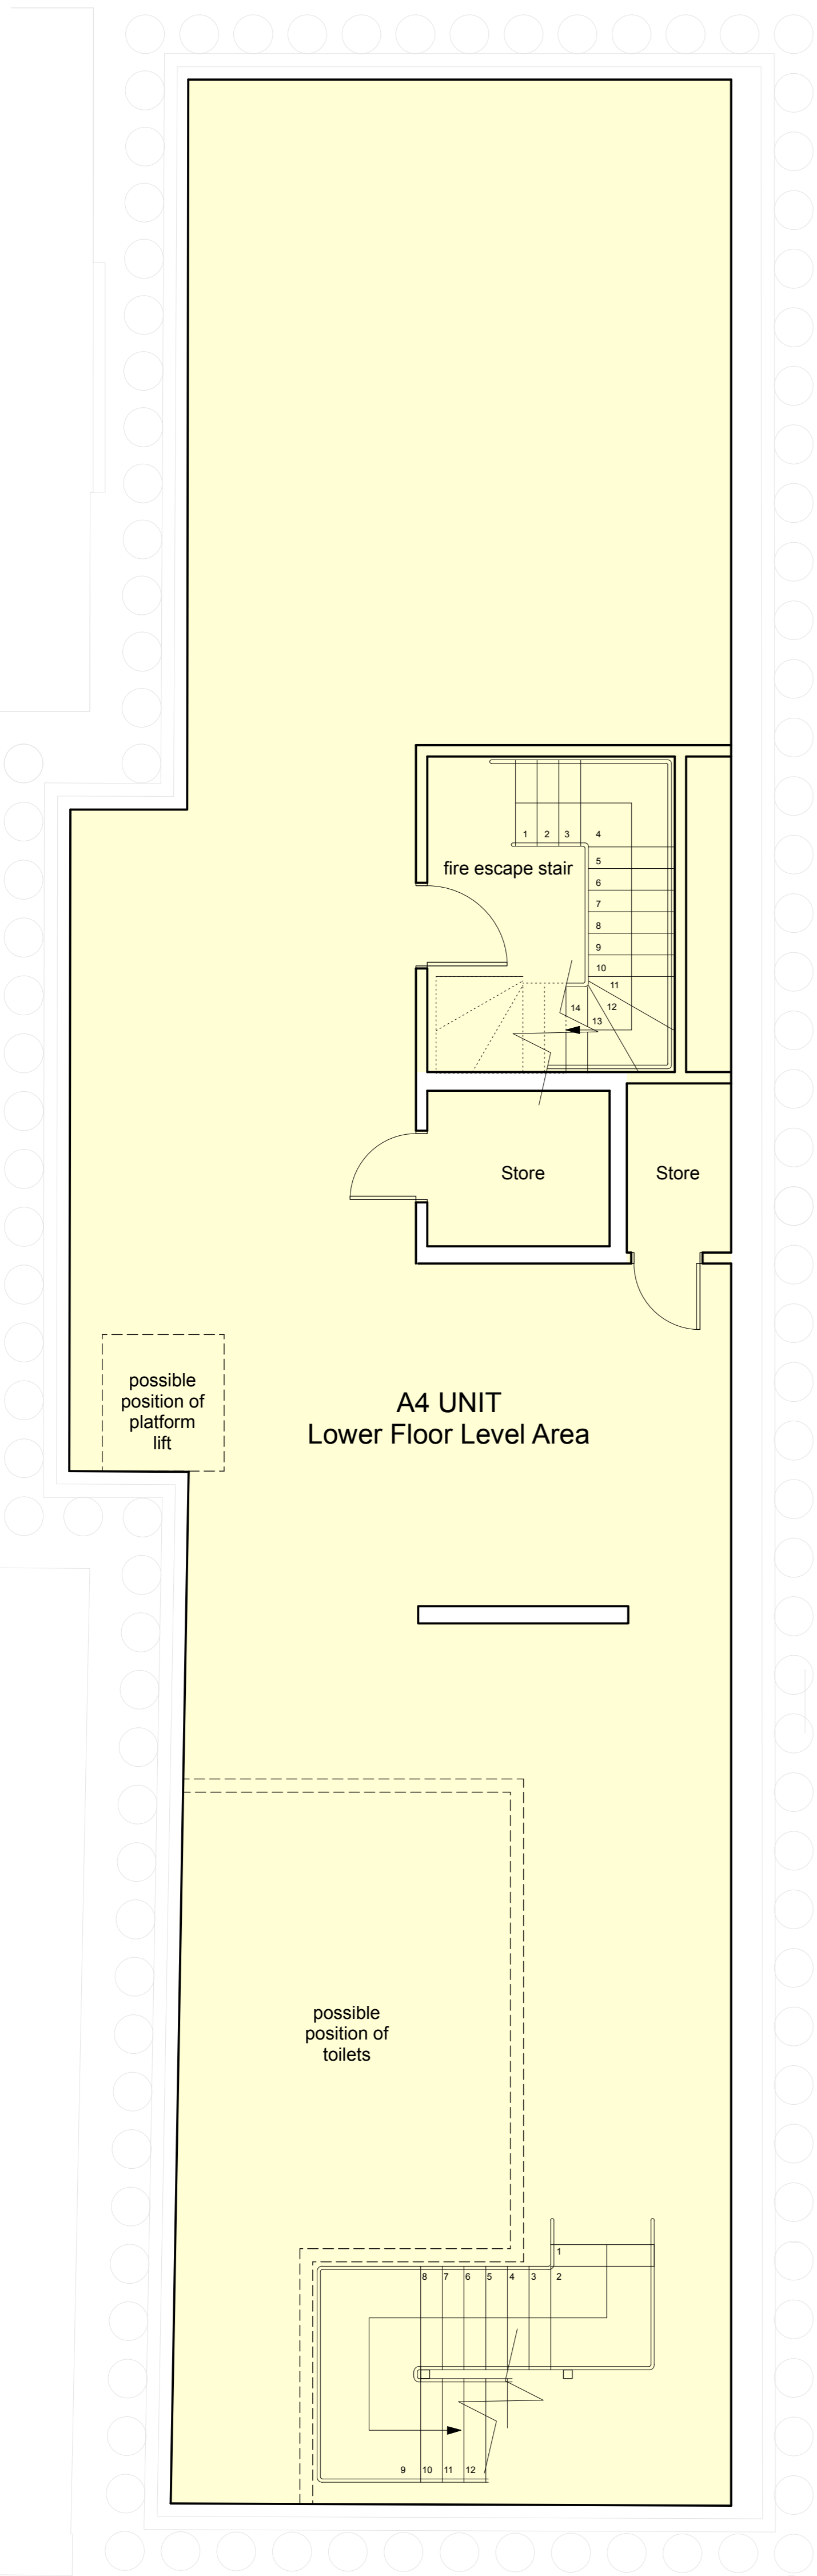 1 2 3 4
fire escape stair
5
6
7
8
9
10
11
12
14
13
Store
Store
possible
position of
platform
lift
A4 UNIT
Lower Floor Level Area
possible
position of
toilets
1
8 7 6 5 4 3 2
9 10 11 12